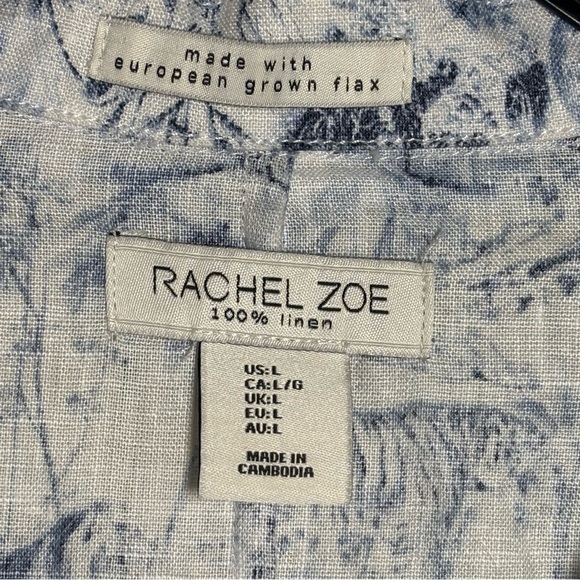 made with
european grown flax
RACHEL ZOE
100% linen
US:L
CA:L/G
UK:L
EU:L
AU:L
MADE IN
CAMBODIA